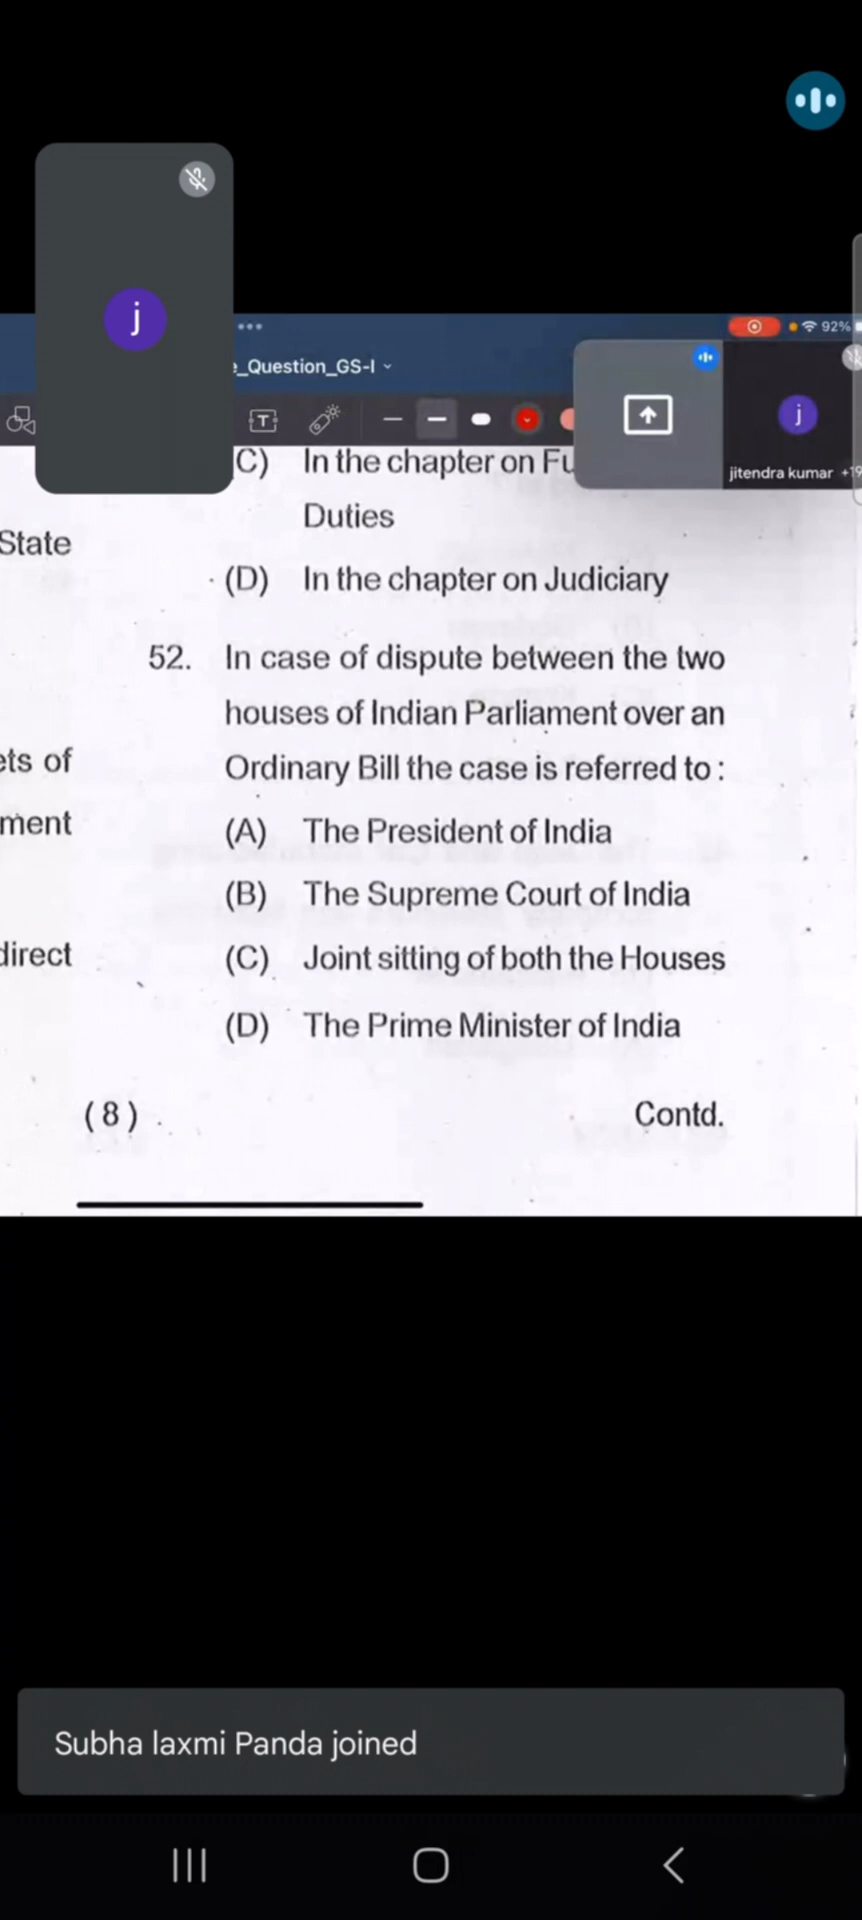 j
92%
_Question_GS-I
T
j
jitendra kumar +19
C) In the chapter on Fu
Duties
State
(D) In the chapter on Judiciary
52. In case of dispute between the two
houses of Indian Parliament over an
ets of
Ordinary Bill the case is referred to :
ment
(A) The President of India
(B) The Supreme Court of India
direct
(C) Joint sitting of both the Houses
(D) The Prime Minister of India
(8)
Contd.
Subha laxmi Panda joined